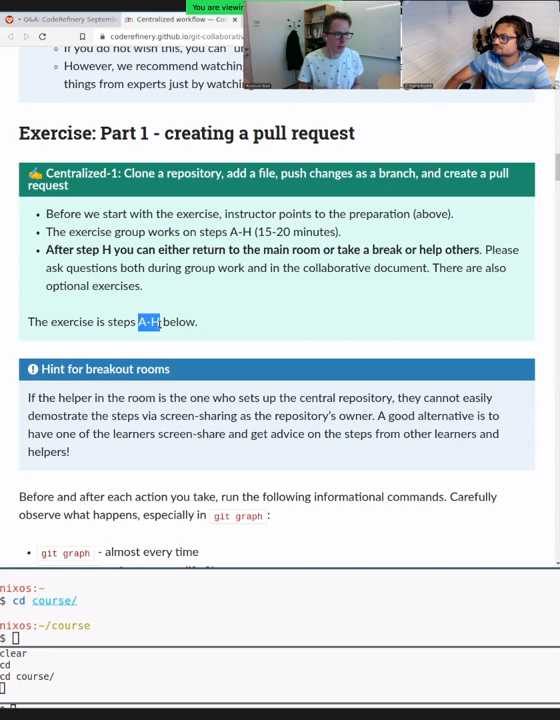 You are viewin
Q&A: CodeRefinery Septemb
Centralized workflow — Col
coderefinery.github.io/git-collaborativ
If you do not wish this, you can "un
However, we recommend watching
things from experts just by watchi
Exercise: Part 1 - creating a pull request
✍️ Centralized-1: Clone a repository, add a file, push changes as a branch, and create a pull
request
Before we start with the exercise, instructor points to the preparation (above).
The exercise group works on steps A-H (15-20 minutes).
After step H you can either return to the main room or take a break or help others. Please
ask questions both during group work and in the collaborative document. There are also
optional exercises.
The exercise is steps A-H below.
Hint for breakout rooms
If the helper in the room is the one who sets up the central repository, they cannot easily
demostrate the steps via screen-sharing as the repository's owner. A good alternative is to
have one of the learners screen-share and get advice on the steps from other learners and
helpers!
Before and after each action you take, run the following informational commands. Carefully
observe what happens, especially in git graph :
git graph - almost every time
nixos:~
$ cd course/
nixos:~/course
$
clear
cd
cd course/